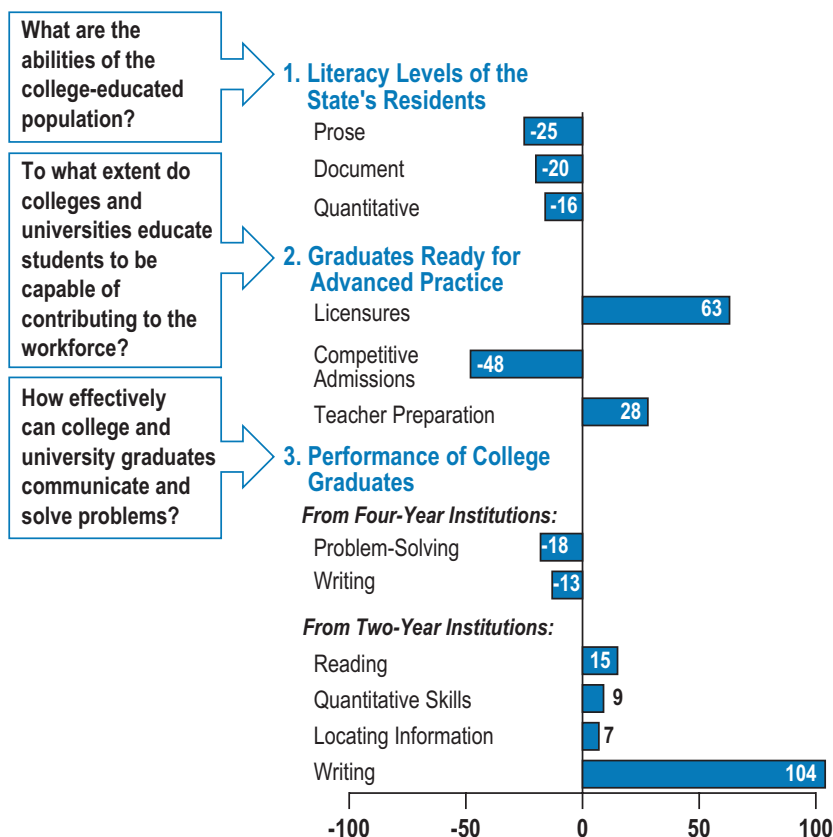 What are the
abilities of the
college-educated
population?
To what extent do
colleges and
universities educate
students to be
capable of
contributing to the
workforce?
How effectively
can college and
university graduates
communicate and
solve problems?
1. Literacy Levels of the
State's Residents
Prose
-25
Document
-20
Quantitative
-16
2. Graduates Ready for
Advanced Practice
Licensures
63
Competitive
Admissions
-48
Teacher Preparation
28
3. Performance of College
Graduates
From Four-Year Institutions:
Problem-Solving
-18
Writing
-13
From Two-Year Institutions:
Reading
15
Quantitative Skills
9
Locating Information
7
Writing
104
-100 -50 0 50 100